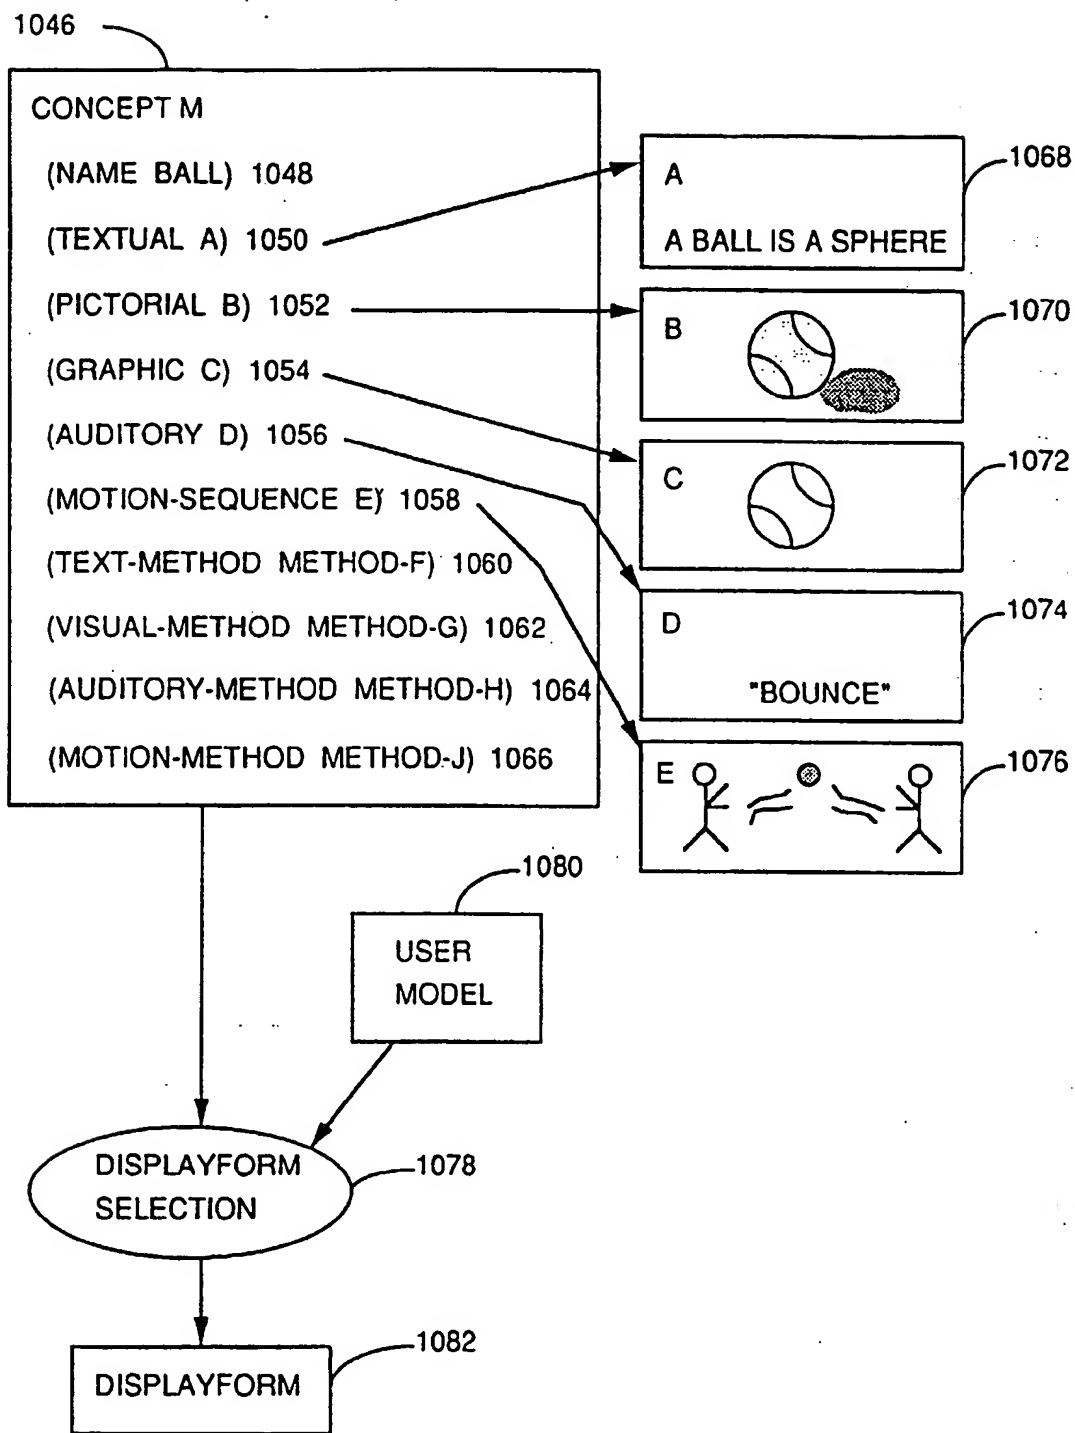 1046
CONCEPT M
(NAME BALL) 1048
(TEXTUAL A) 1050
(PICTORIAL B) 1052
(GRAPHIC C) 1054
(AUDITORY D) 1056
(MOTION-SEQUENCE E) 1058
(TEXT-METHOD METHOD-F) 1060
(VISUAL-METHOD METHOD-G) 1062
(AUDITORY-METHOD METHOD-H) 1064
(MOTION-METHOD METHOD-J) 1066
A
1068
A BALL IS A SPHERE
B
1070
C
1072
D
1074
"BOUNCE"
E
1076
1080
USER
MODEL
DISPLAYFORM
SELECTION
1078
1082
DISPLAYFORM